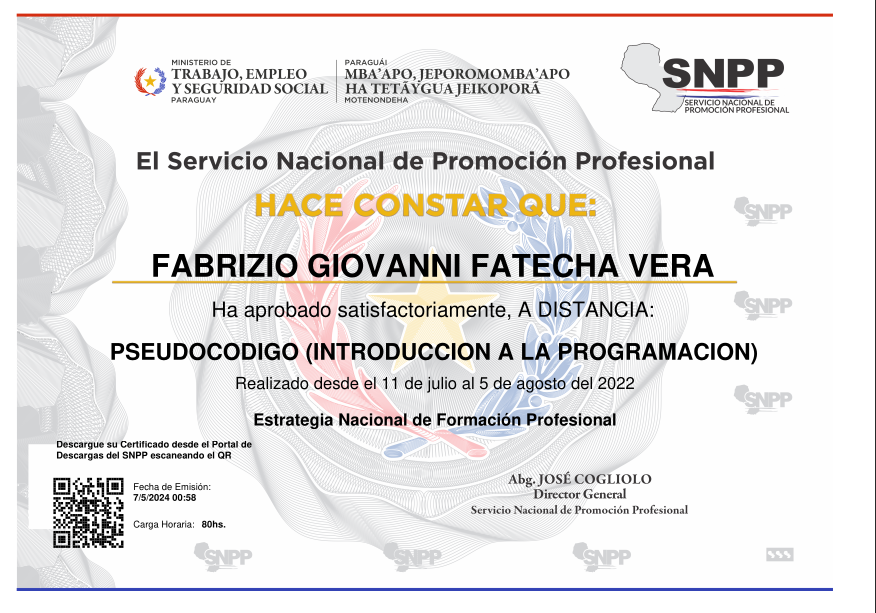 MINISTERIO DE
TRABAJO, EMPLEO
Y SEGURIDAD SOCIAL
PARAGUAY
PARAGUÁI
MBA'APO, JEPOROMOMBA'APO
HA TETÃYGUA JEIKOPORÃ
MOTENONDEHA
SNPP
SERVICIO NACIONAL DE
PROMOCIÓN PROFESIONAL
El Servicio Nacional de Promoción Profesional
HACE CONSTAR QUE:
SNPP
FABRIZIO GIOVANNI FATECHA VERA
Ha aprobado satisfactoriamente, A DISTANCIA:
SNPP
PSEUDOCODIGO (INTRODUCCION A LA PROGRAMACION)
Realizado desde el 11 de julio al 5 de agosto del 2022
SNPP
Estrategia Nacional de Formación Profesional
Descargue su Certificado desde el Portal de
Descargas del SNPP escaneando el QR
Fecha de Emisión:
7/5/2024 00:58
Carga Horaria: 80hs.
Abg. JOSÉ COGLIOLO
Director General
Servicio Nacional de Promoción Profesional
SNPP
SNPP
SNPP